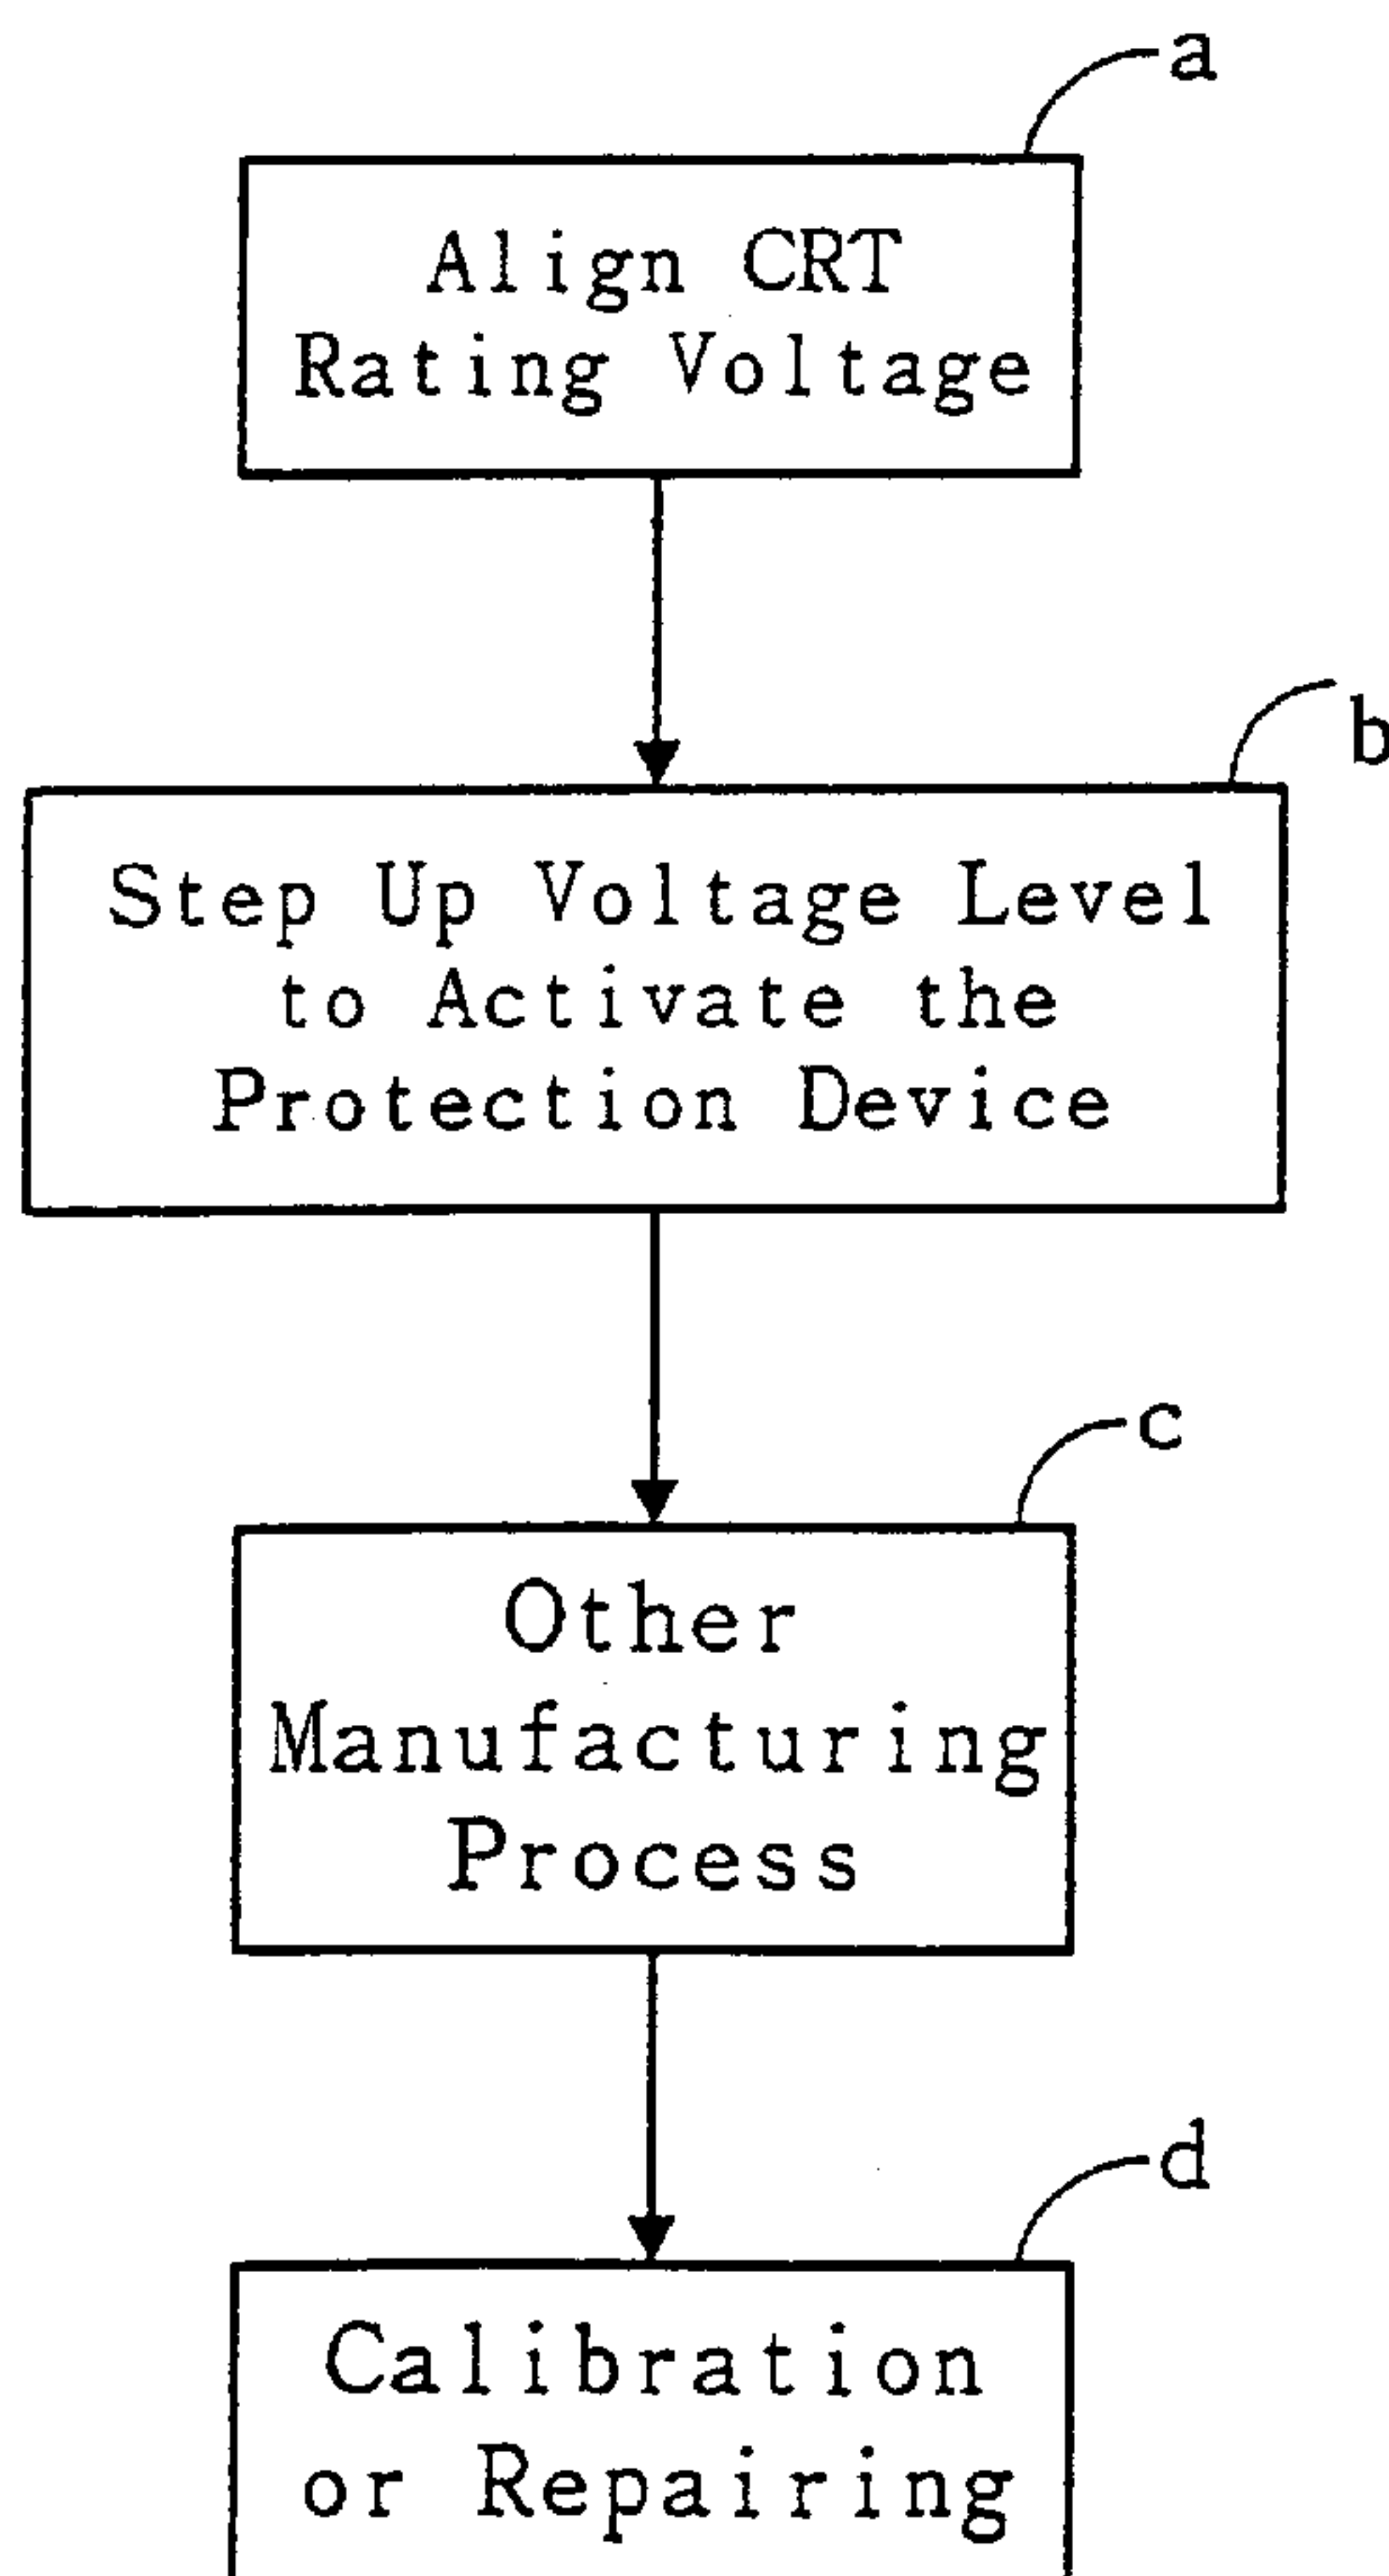 a
Align CRT
Rating Voltage
b
Step Up Voltage Level
to Activate the
Protection Device
c
Other
Manufacturing
Process
d
Calibration
or Repairing